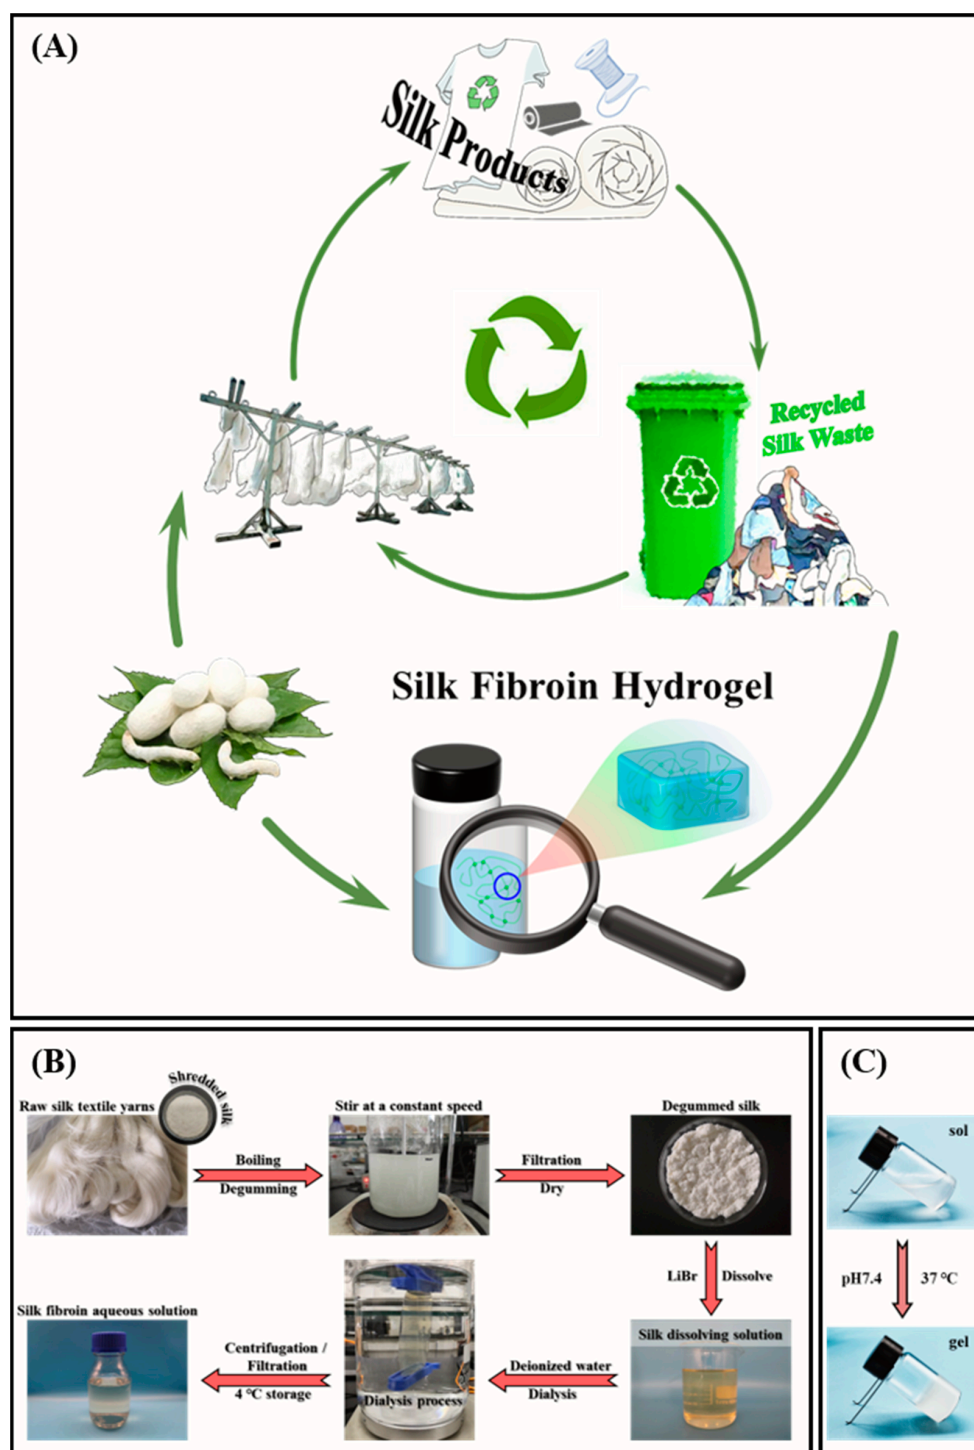 (A)
Silk Products
Recycled
Silk Waste
Silk Fibroin Hydrogel
(B)
Shredded silk
Raw silk textile yarns
Boiling
Degumming
Stir at a constant speed
Filtration
Dry
Degummed silk
LiBr
Dissolve
Silk dissolving solution
Deionized water
Dialysis
Dialysis process
Centrifugation /
Filtration
4 °C storage
Silk fibroin aqueous solution
(C)
sol
pH7.4
37 °C
gel